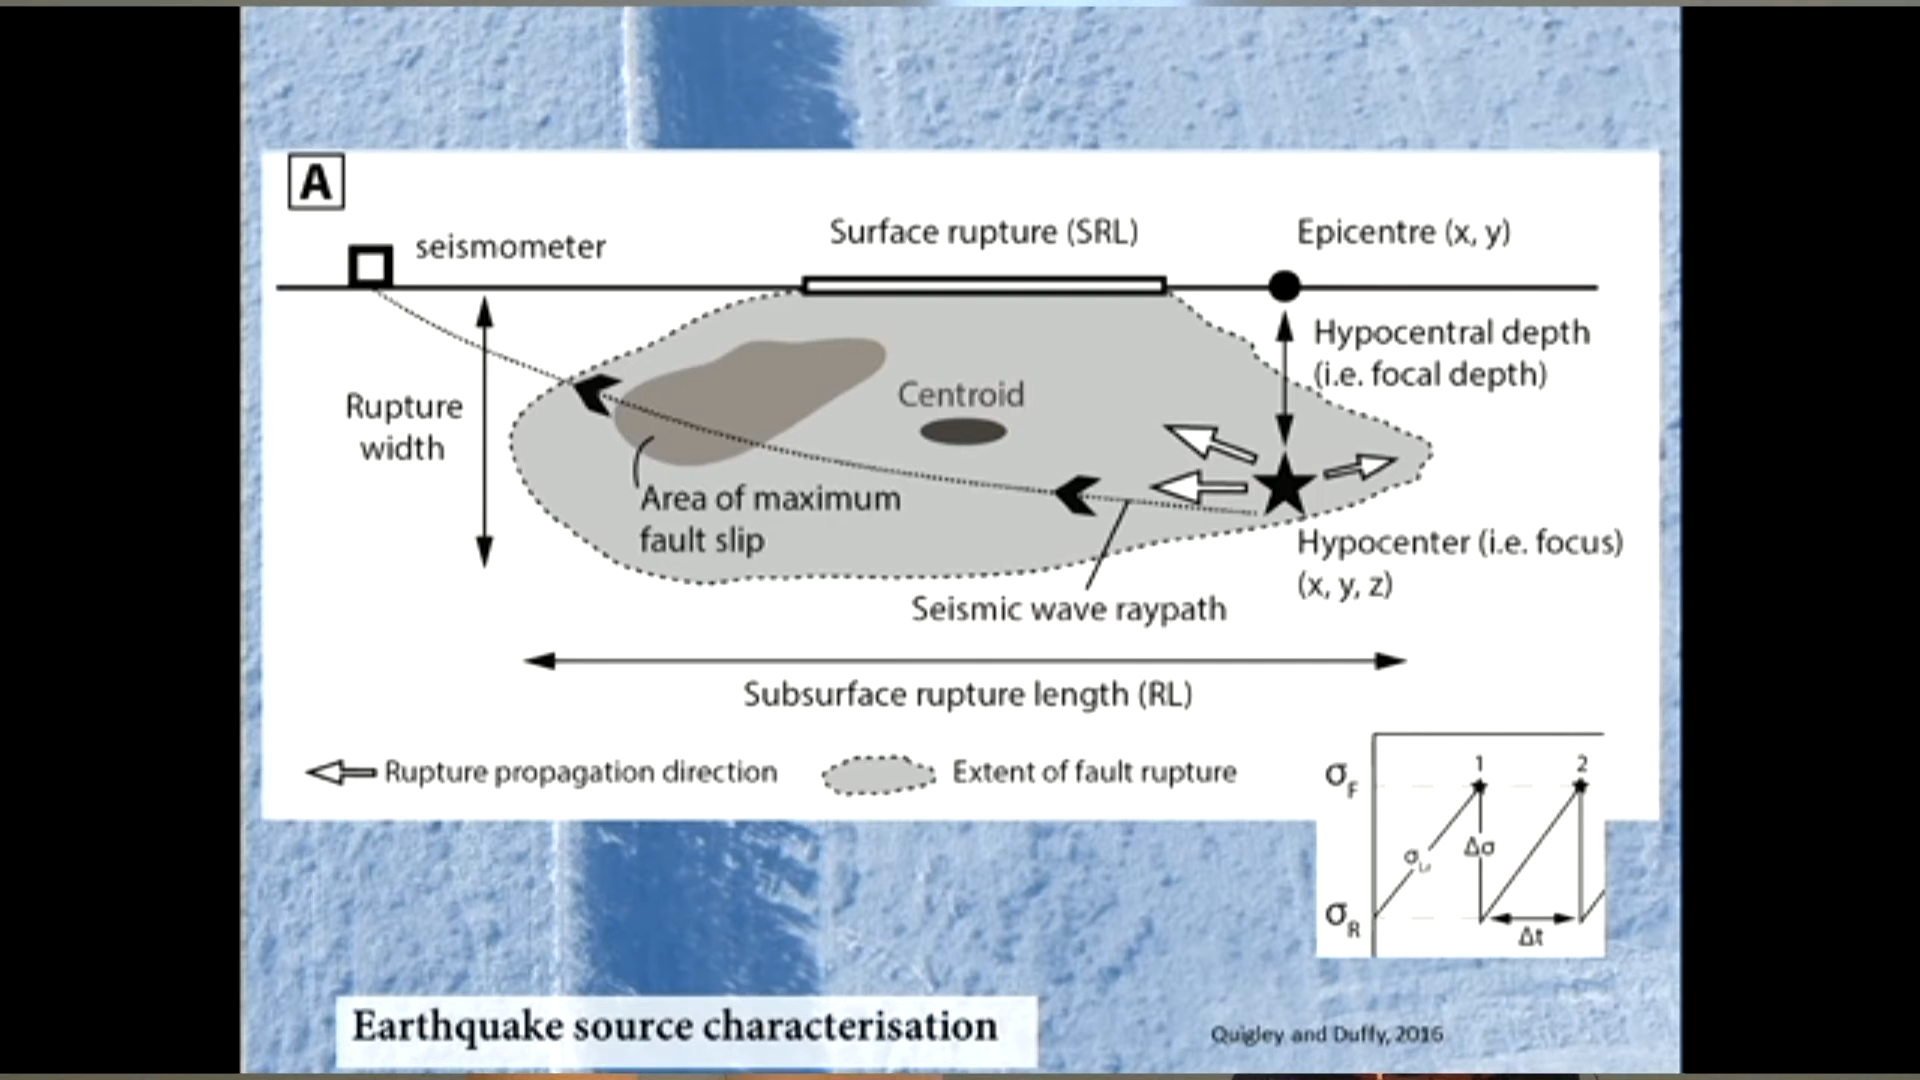 A
seismometer
Surface rupture (SRL)
Epicentre (x, y)
Hypocentral depth
(i.e. focal depth)
Rupture
width
Centroid
Area of maximum
fault slip
Hypocenter (i.e. focus)
(x, y, z)
Seismic wave raypath
Subsurface rupture length (RL)
Rupture propagation direction
Extent of fault rupture
1
2
σF
Δσ
σR
Δt
Earthquake source characterisation
Quigley and Duffy, 2016